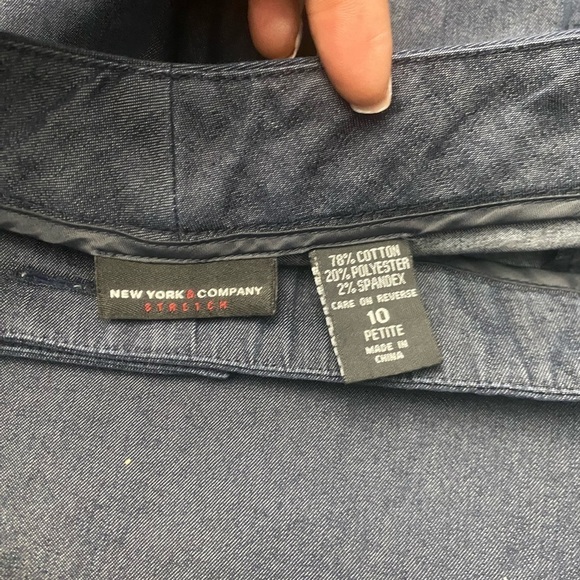 NEW YORK & COMPANY
STRETCH
78% COTTON
20% POLYESTER
2% SPANDEX
CARE ON REVERSE
10
PETITE
MADE IN
CHINA